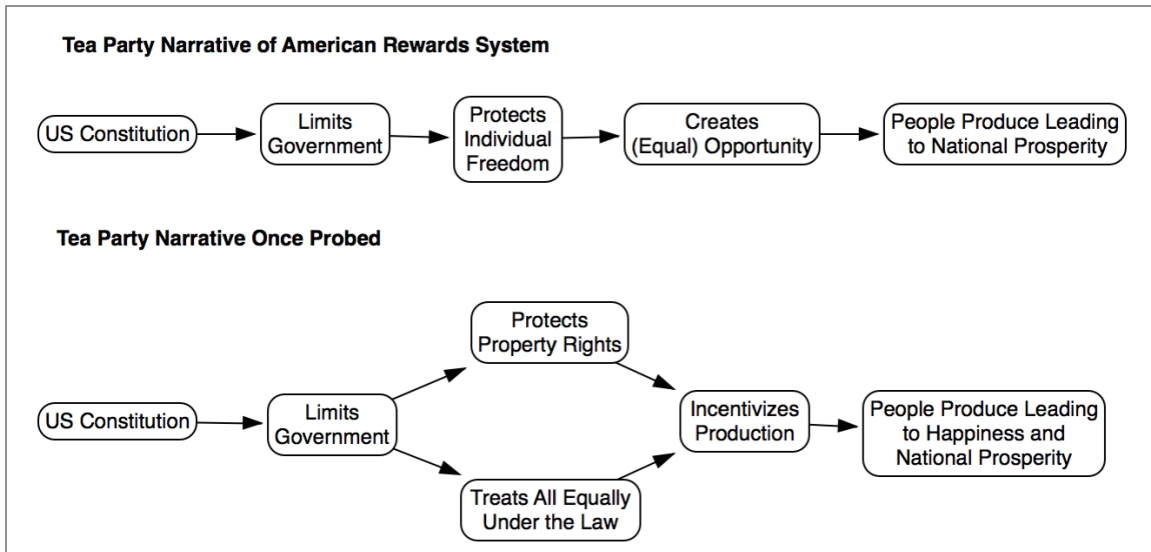 Tea Party Narrative of American Rewards System
US Constitution
Limits
Government
Protects
Individual
Freedom
Creates
(Equal) Opportunity
People Produce Leading
to National Prosperity
Tea Party Narrative Once Probed
US Constitution
Limits
Government
Protects
Property Rights
Treats All Equally
Under the Law
Incentivizes
Production
People Produce Leading
to Happiness and
National Prosperity